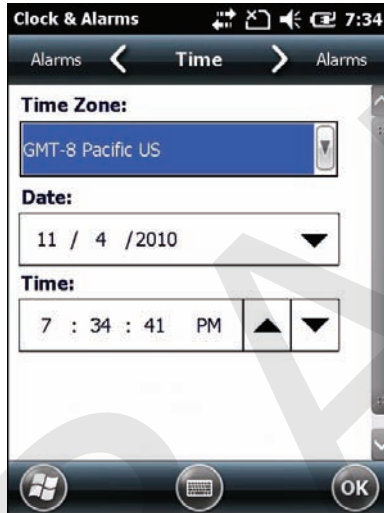 Clock & Alarms 7:34
Alarms Time Alarms
Time Zone:
GMT-8 Pacific US
Date:
11 / 4 /2010
Time:
7 : 34 : 41 PM
OK